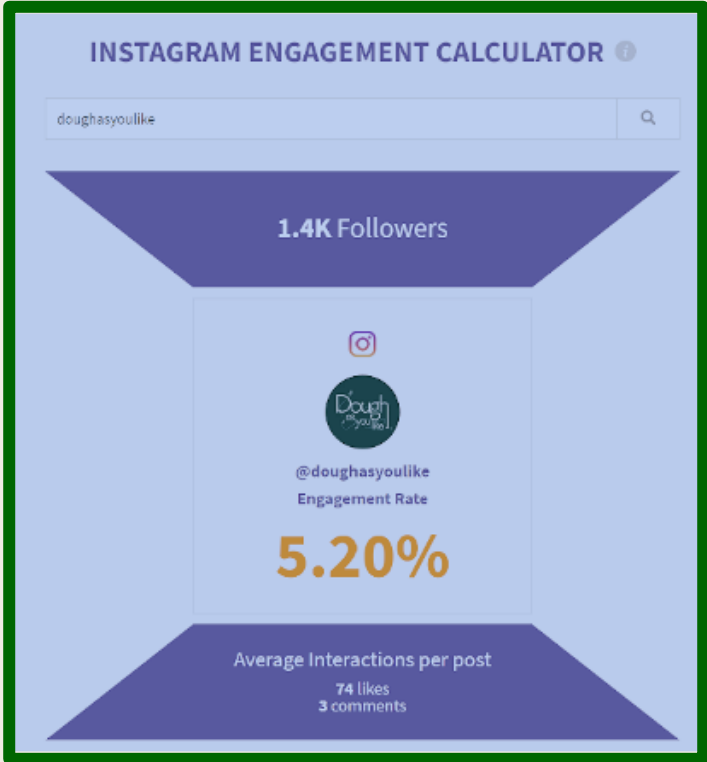 INSTAGRAM ENGAGEMENT CALCULATOR i
doughasyoulike
1.4K Followers
D'ough
as
you like
@doughasyoulike
Engagement Rate
5.20%
Average Interactions per post
74 likes
3 comments